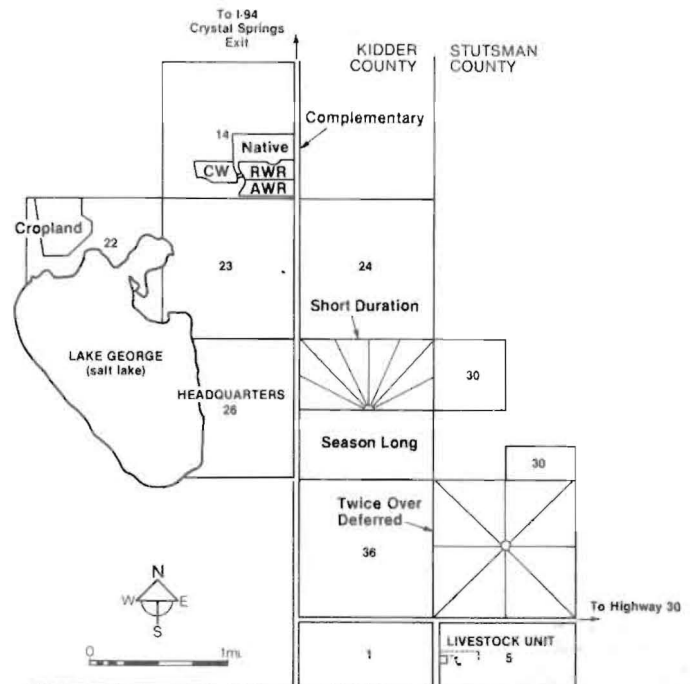 To I-94
Crystal Springs
Exit
KIDDER
COUNTY
STUTSMAN
COUNTY
Complementary
14
Native
CW
RWR
AWR
Cropland
22
23
24
Short Duration
LAKE GEORGE
(salt lake)
HEADQUARTERS
26
30
Season Long
30
Twice Over
Deferred
36
N
W
E
S
To Highway 30
0
1mi.
1
LIVESTOCK UNIT
5